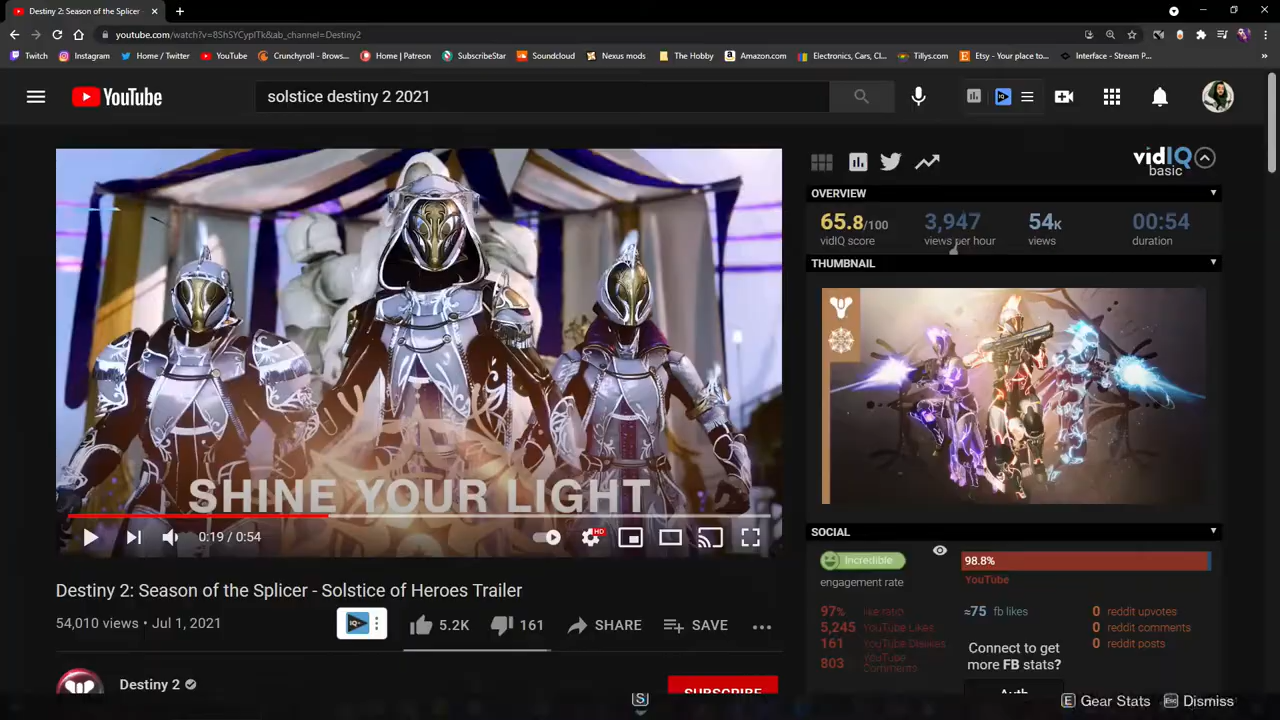 Destiny 2: Season of the Splicer -
youtube.com/watch?v=8ShSYCypITk&ab_channel=Destiny2
Twitch
Instagram
Home / Twitter
YouTube
Crunchyroll - Brows...
Home | Patreon
SubscribeStar
Soundcloud
Nexus mods
The Hobby
Amazon.com
Electronics, Cars, Cl...
Tillys.com
Etsy - Your place to...
Interface - Stream P...
YouTube
solstice destiny 2 2021
vidIQ
basic
OVERVIEW
65.8/100
vidIQ score
3,947
views per hour
54K
views
00:54
duration
THUMBNAIL
SHINE YOUR LIGHT
0:19 / 0:54
HD
SOCIAL
Incredible
engagement rate
98.8%
YouTube
97% like ratio
5,245 YouTube Likes
161 YouTube Dislikes
803 YouTube Comments
≈75 fb likes
Connect to get
more FB stats?
Auth
0 reddit upvotes
0 reddit comments
0 reddit posts
Destiny 2: Season of the Splicer - Solstice of Heroes Trailer
54,010 views • Jul 1, 2021
5.2K
161
SHARE
SAVE
Destiny 2
SUBSCRIBE
S
E Gear Stats
Esc Dismiss